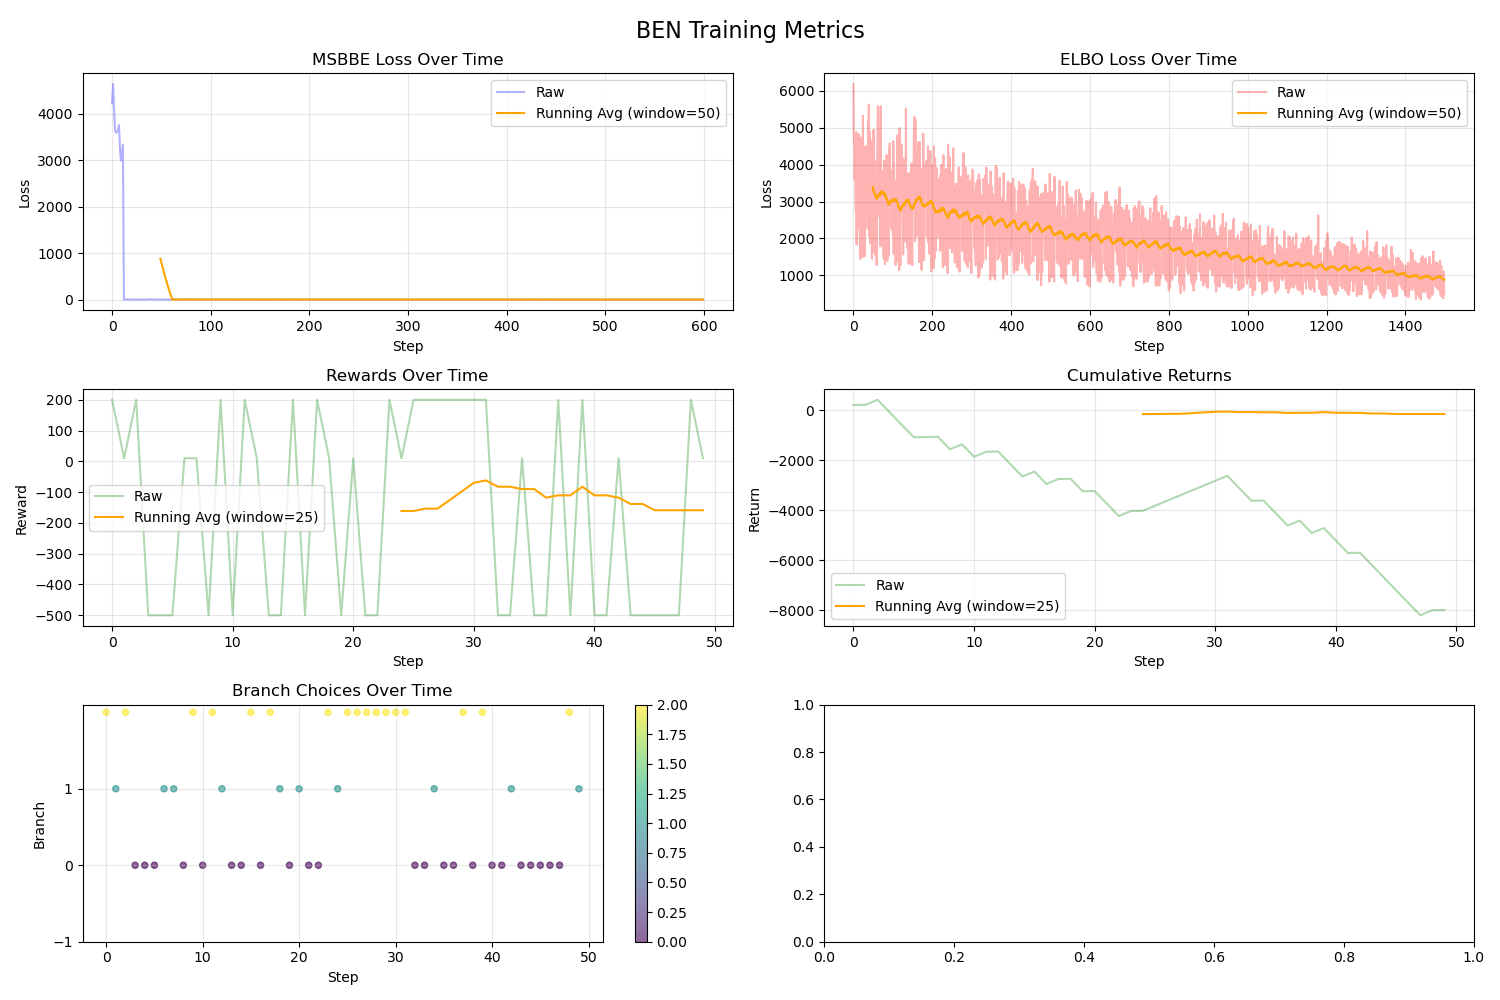 BEN Training Metrics
MSBBE Loss Over Time
Loss
4000
3000
2000
1000
0
Raw
Running Avg (window=50)
0 100 200 300 400 500 600
Step
ELBO Loss Over Time
Loss
6000
5000
4000
3000
2000
1000
Raw
Running Avg (window=50)
0 200 400 600 800 1000 1200 1400
Step
Rewards Over Time
Reward
200
100
0
−100
−200
−300
−400
−500
Raw
Running Avg (window=25)
0 10 20 30 40 50
Step
Cumulative Returns
Return
0
−2000
−4000
−6000
−8000
Raw
Running Avg (window=25)
0 10 20 30 40 50
Step
Branch Choices Over Time
Branch
1
0
−1
0 10 20 30 40 50
Step
2.00
1.75
1.50
1.25
1.00
0.75
0.50
0.25
0.00
1.0
0.8
0.6
0.4
0.2
0.0
0.0 0.2 0.4 0.6 0.8 1.0